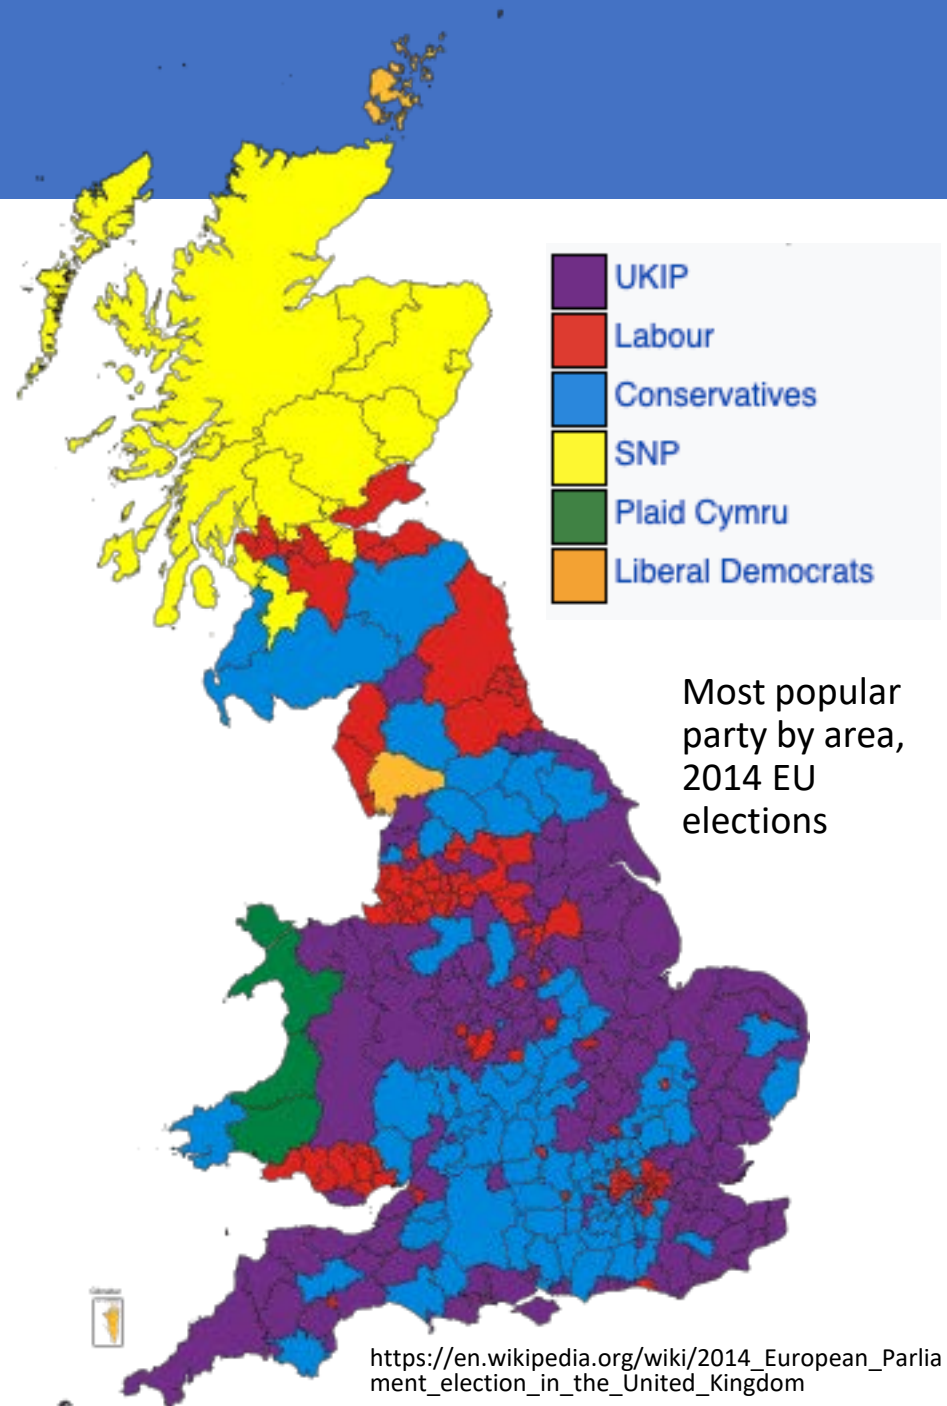 UKIP
Labour
Conservatives
SNP
Plaid Cymru
Liberal Democrats
Most popular
party by area,
2014 EU
elections
Gibraltar
https://en.wikipedia.org/wiki/2014_European_Parlia
ment_election_in_the_United_Kingdom